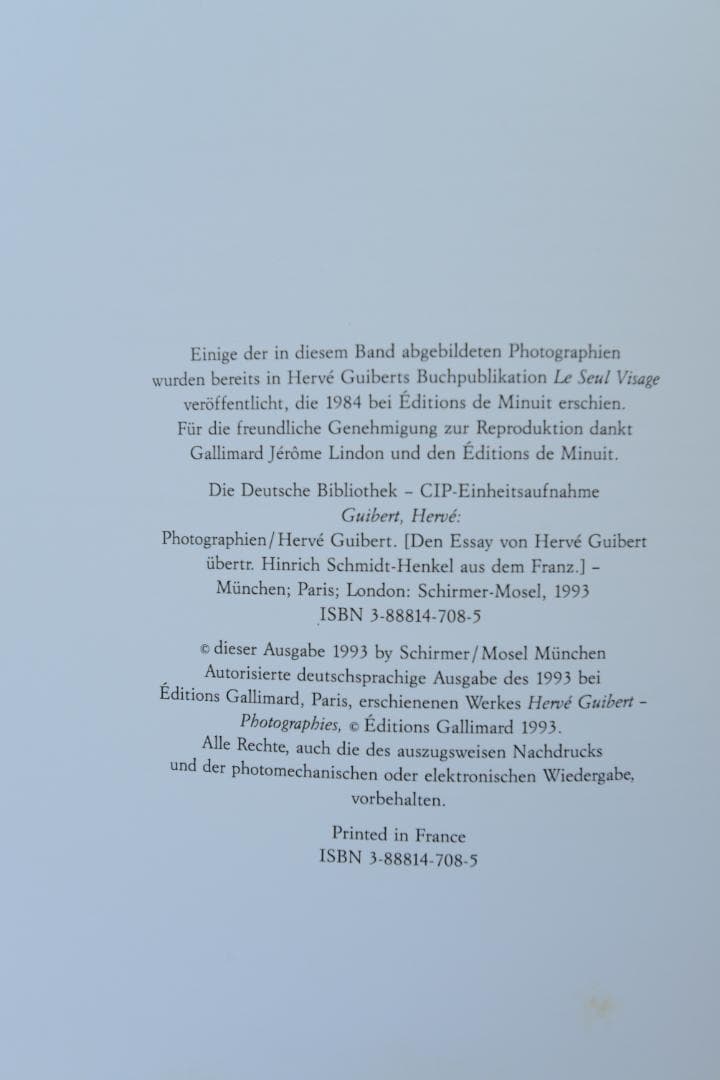 Einige der in diesem Band abgebildeten Photographien
wurden bereits in Hervé Guiberts Buchpublikation Le Seul Visage
veröffentlicht, die 1984 bei Éditions de Minuit erschien.
Für die freundliche Genehmigung zur Reproduktion dankt
Gallimard Jérôme Lindon und den Éditions de Minuit.
Die Deutsche Bibliothek – CIP-Einheitsaufnahme
Guibert, Hervé:
Photographien/Hervé Guibert. [Den Essay von Hervé Guibert
übertr. Hinrich Schmidt-Henkel aus dem Franz.] –
München; Paris; London: Schirmer-Mosel, 1993
ISBN 3-88814-708-5
© dieser Ausgabe 1993 by Schirmer/Mosel München
Autorisierte deutschsprachige Ausgabe des 1993 bei
Éditions Gallimard, Paris, erschienenen Werkes Hervé Guibert –
Photographies, © Éditions Gallimard 1993.
Alle Rechte, auch die des auszugsweisen Nachdrucks
und der photomechanischen oder elektronischen Wiedergabe,
vorbehalten.
Printed in France
ISBN 3-88814-708-5